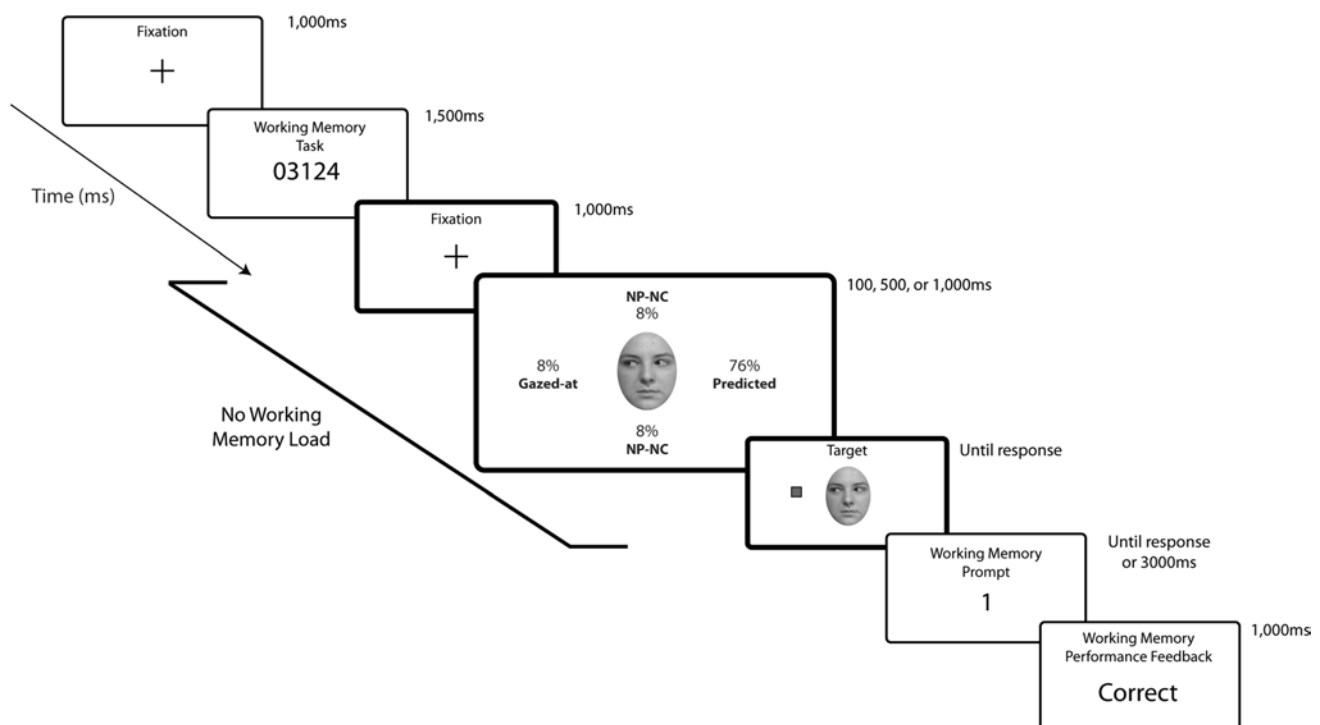 Fixation
1,000ms
Working Memory
Task
03124
1,500ms
Time (ms)
Fixation
1,000ms
NP-NC
8%
8%
Gazed-at
76%
Predicted
8%
NP-NC
100, 500, or 1,000ms
No Working
Memory Load
Target
Until response
Working Memory
Prompt
1
Until response
or 3000ms
Working Memory
Performance Feedback
Correct
1,000ms